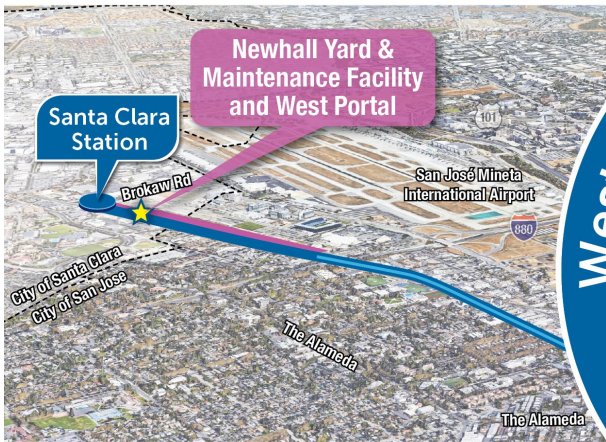 Newhall Yard &
Maintenance Facility
and West Portal
Santa Clara
Station
101
Brokaw Rd
San José Mineta
International Airport
880
City of Santa Clara
City of San Jose
The Alameda
The Alameda